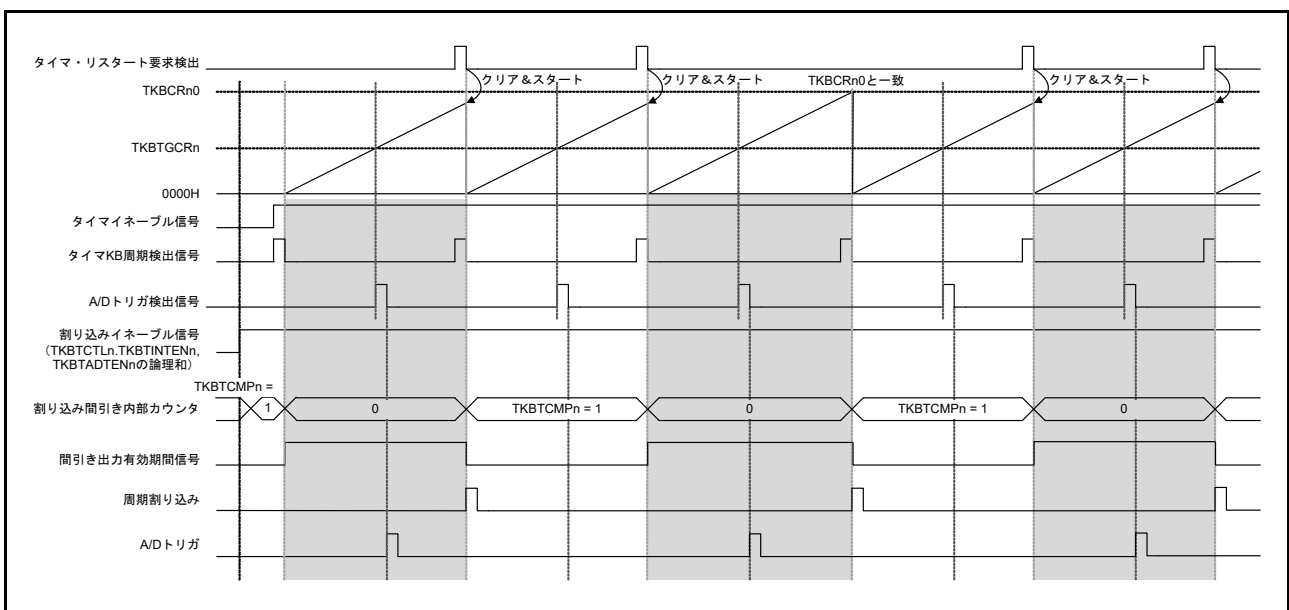 タイマ・リスタート要求検出
クリア&スタート
クリア&スタート
TKBCRn0と一致
クリア&スタート
クリア&スタート
TKBCRn0
TKBTGCRn
0000H
タイマイネーブル信号
タイマKB周期検出信号
A/Dトリガ検出信号
割り込みイネーブル信号
(TKBTCTLn.TKBTINTENn,
TKBTADTENnの論理和)
TKBTCMPn =
割り込み間引き内部カウンタ
1
0
TKBTCMPn = 1
0
TKBTCMPn = 1
0
間引き出力有効期間信号
周期割り込み
A/Dトリガ